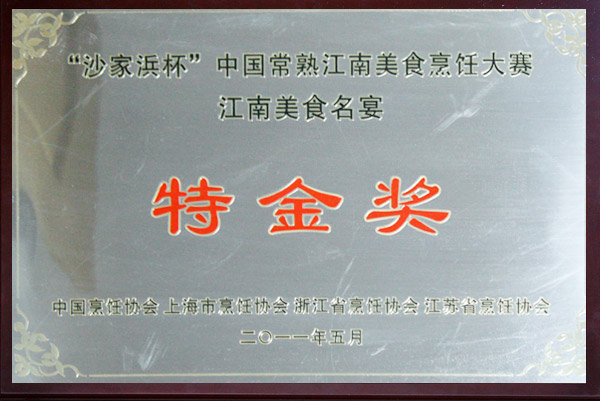 “沙家浜杯”中国常熟江南美食烹饪大赛
江南美食名宴
特金奖
中国烹饪协会 上海市烹饪协会 浙江省烹饪协会 江苏省烹饪协会
二〇一一年五月